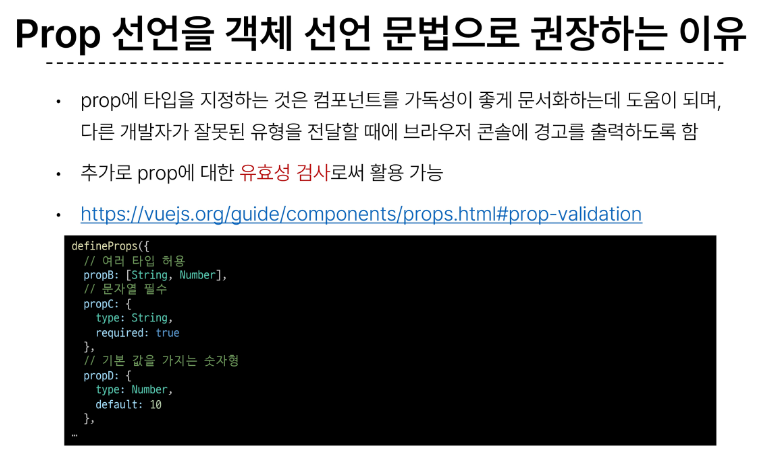 Prop 선언을 객체 선언 문법으로 권장하는 이유
• prop에 타입을 지정하는 것은 컴포넌트를 가독성이 좋게 문서화하는데 도움이 되며,
다른 개발자가 잘못된 유형을 전달할 때에 브라우저 콘솔에 경고를 출력하도록 함
• 추가로 prop에 대한 유효성 검사로써 활용 가능
• https://vuejs.org/guide/components/props.html#prop-validation
defineProps({
  // 여러 타입 허용
  propB: [String, Number],
  // 문자열 필수
  propC: {
    type: String,
    required: true
  },
  // 기본 값을 가지는 숫자형
  propD: {
    type: Number,
    default: 10
  },
…